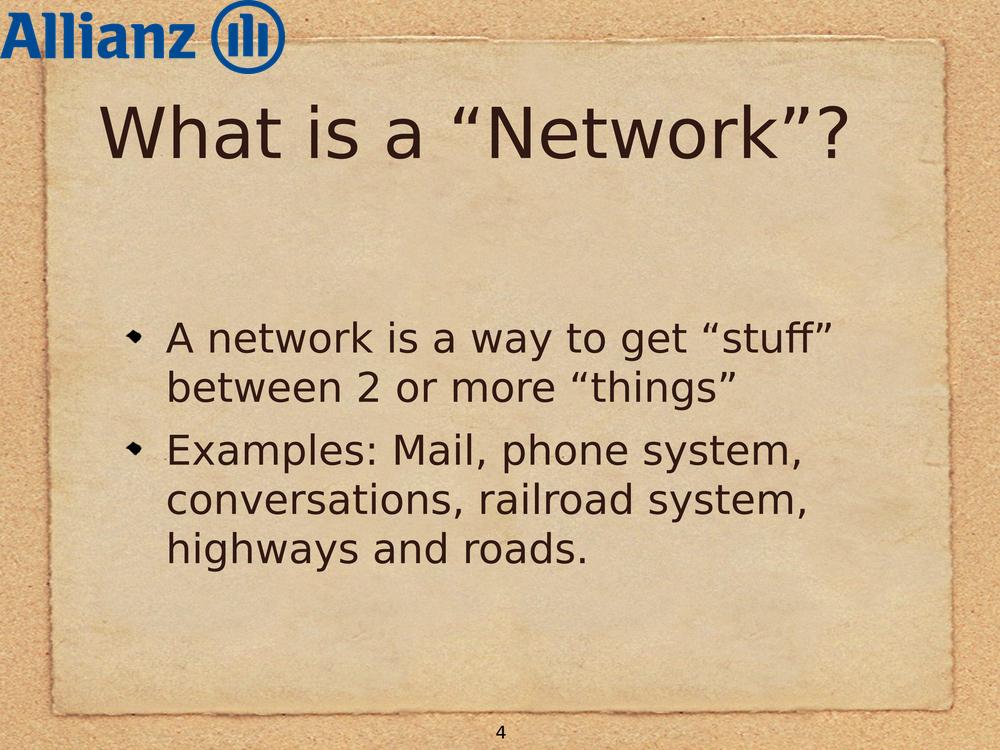 Allianz
What is a “Network”?
A network is a way to get “stuff”
between 2 or more “things”
Examples: Mail, phone system,
conversations, railroad system,
highways and roads.
4